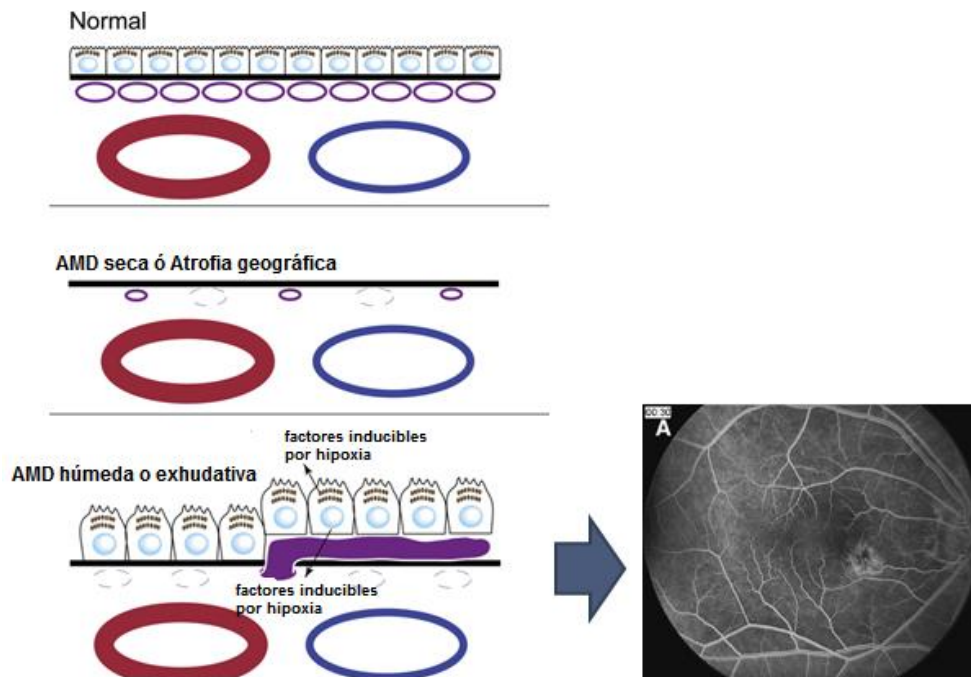 Normal
AMD seca ó Atrofia geográfica
factores inducibles
por hipoxia
AMD húmeda o exhudativa
factores inducibles
por hipoxia
00:30
A